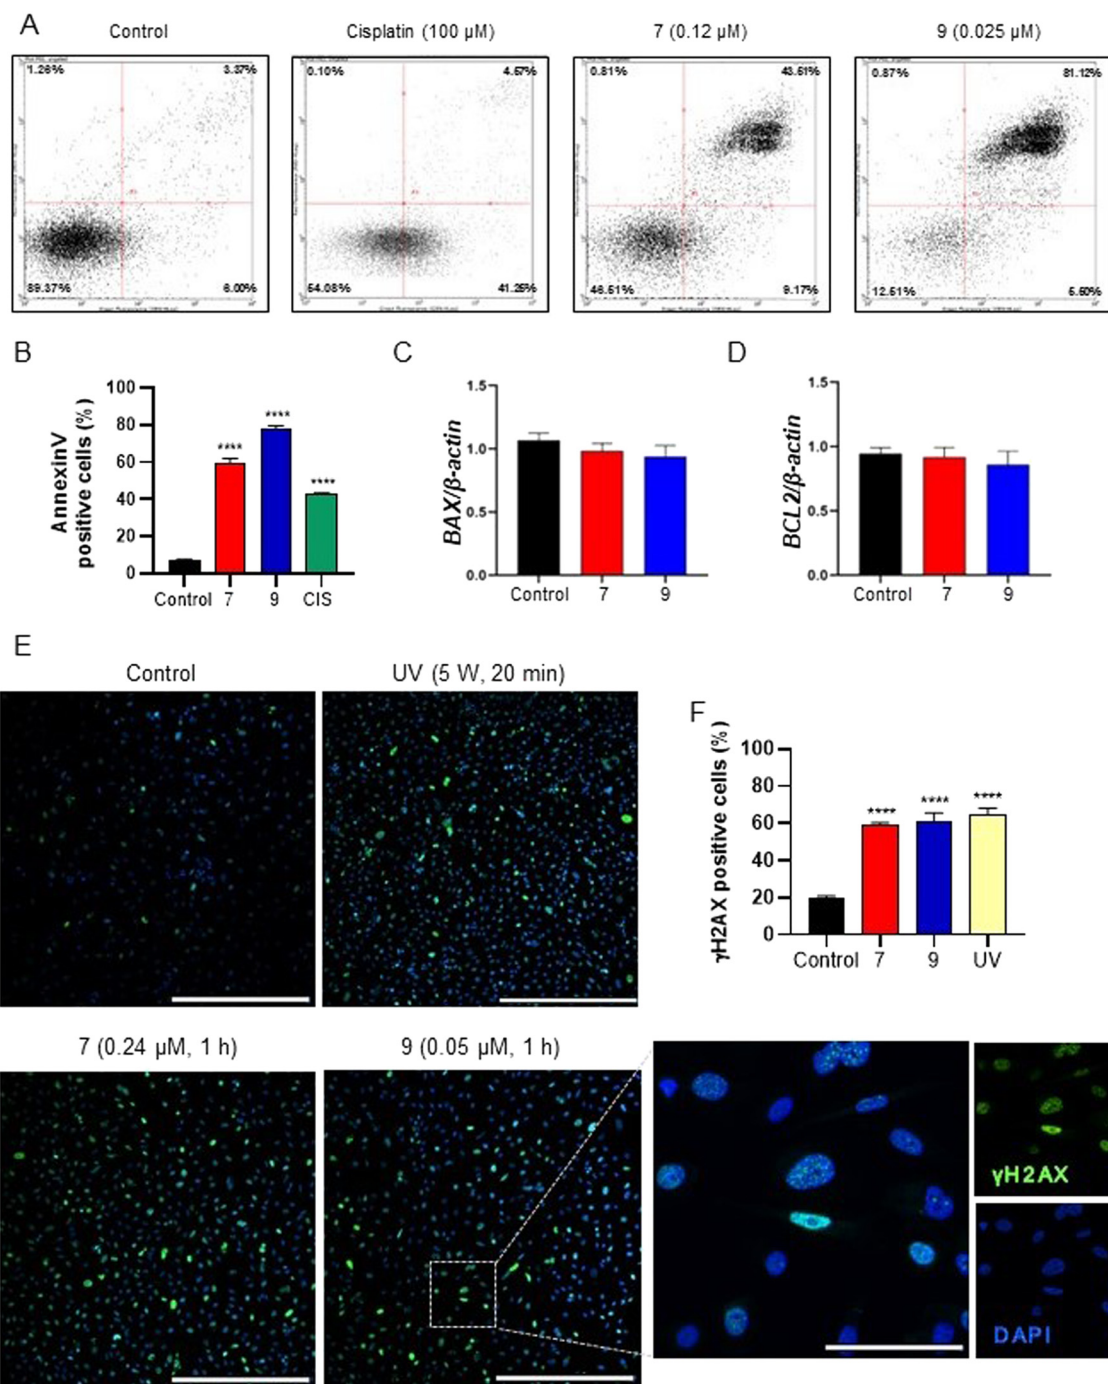 A
Control
Cisplatin (100 µM)
7 (0.12 µM)
9 (0.025 µM)
1.26%
3.37%
89.37%
6.00%
0.10%
4.57%
54.08%
41.25%
0.81%
43.51%
46.51%
9.17%
0.87%
81.12%
12.51%
5.50%
B
AnnexinV
positive cells (%)
100
80
60
40
20
0
****
****
****
Control 7 9 CIS
C
BAX/β-actin
1.5
1.0
0.5
0.0
Control 7 9
D
BCL2/β-actin
1.5
1.0
0.5
0.0
Control 7 9
E
Control
UV (5 W, 20 min)
7 (0.24 µM, 1 h)
9 (0.05 µM, 1 h)
γH2AX
DAPI
F
γH2AX positive cells (%)
100
80
60
40
20
0
****
****
****
Control 7 9 UV